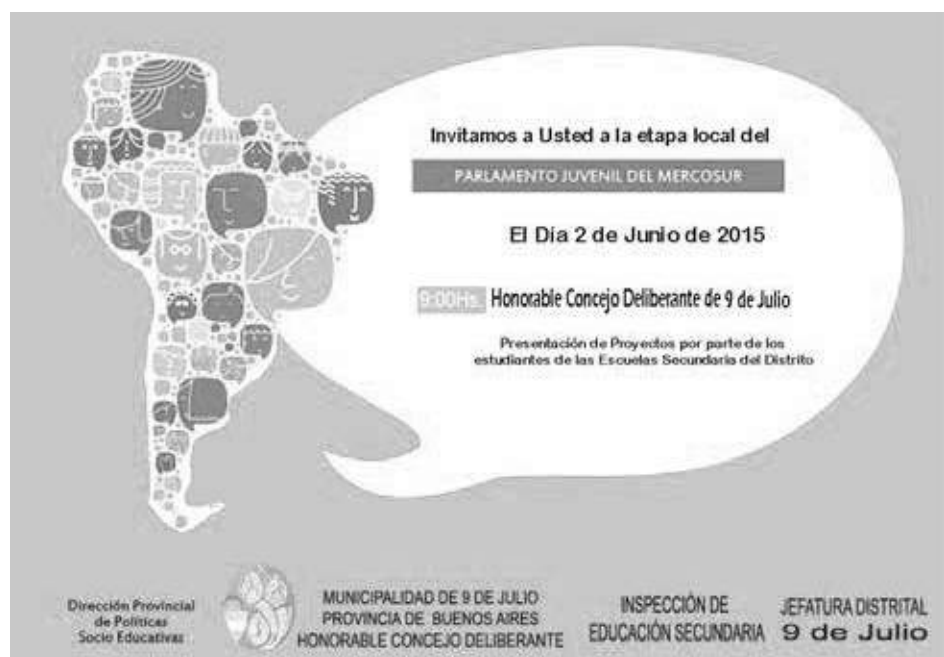 Invitamos a Usted a la etapa local del
PARLAMENTO JUVENIL DEL MERCOSUR
El Día 2 de Junio de 2015
9:00Hs. Honorable Concejo Deliberante de 9 de Julio
Presentación de Proyectos por parte de los
estudiantes de las Escuelas Secundaria del Distrito
Dirección Provincial
de Políticas
Socio Educativas
MUNICIPALIDAD DE 9 DE JULIO
PROVINCIA DE BUENOS AIRES
HONORABLE CONCEJO DELIBERANTE
INSPECCIÓN DE
EDUCACIÓN SECUNDARIA
JEFATURA DISTRITAL
9 de Julio